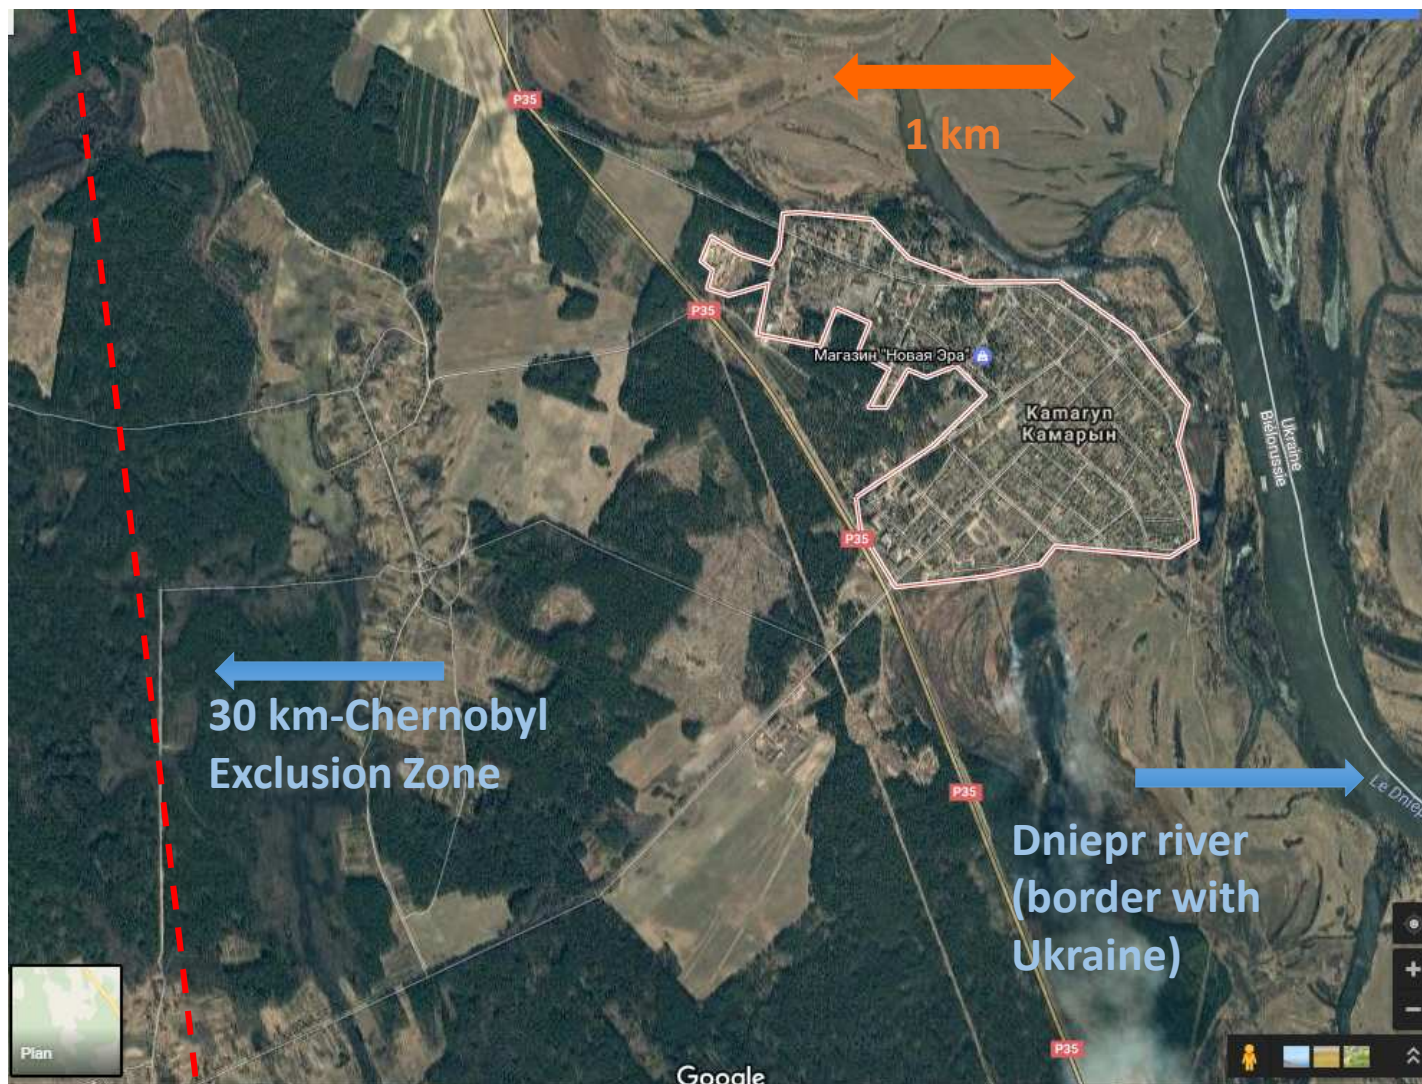 P35
1 km
P35
Магазин "Новая Эра"
Kamaryn
Камарын
Ukraine
Biélorussie
P35
30 km-Chernobyl
Exclusion Zone
P35
Dniepr river
(border with
Ukraine)
Le Dniep
Plan
P35
Google